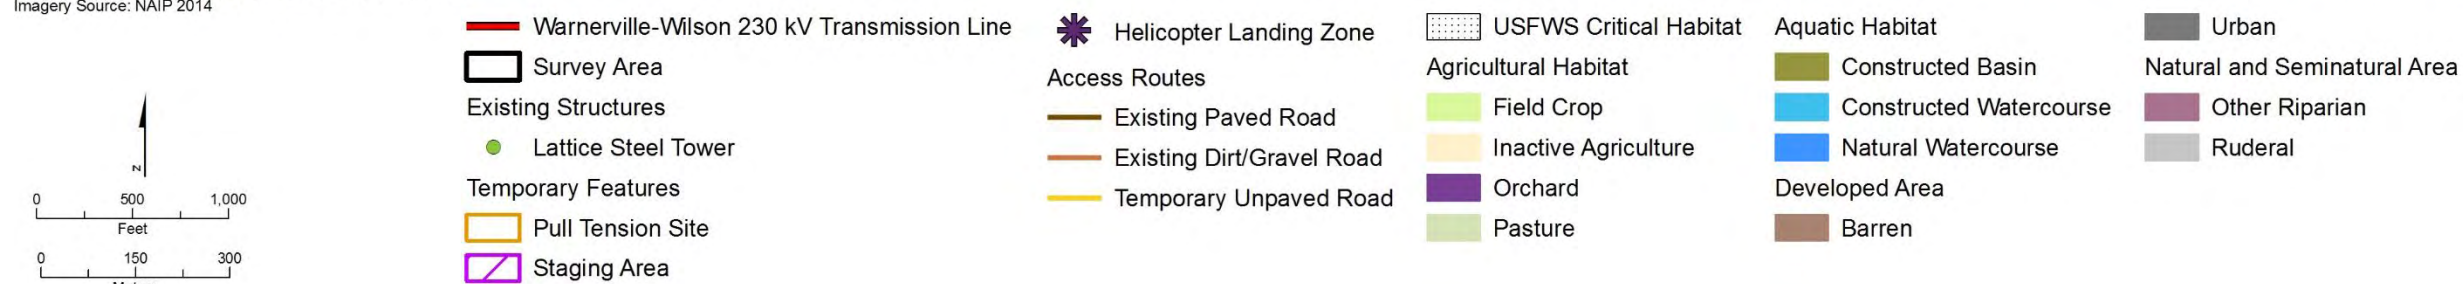 Imagery Source: NAIP 2014
N
0 500 1,000
Feet
0 150 300
Warnerville-Wilson 230 kV Transmission Line
Survey Area
Existing Structures
Lattice Steel Tower
Temporary Features
Pull Tension Site
Staging Area
Helicopter Landing Zone
Access Routes
Existing Paved Road
Existing Dirt/Gravel Road
Temporary Unpaved Road
USFWS Critical Habitat
Agricultural Habitat
Field Crop
Inactive Agriculture
Orchard
Pasture
Aquatic Habitat
Constructed Basin
Constructed Watercourse
Natural Watercourse
Developed Area
Barren
Urban
Natural and Seminatural Area
Other Riparian
Ruderal